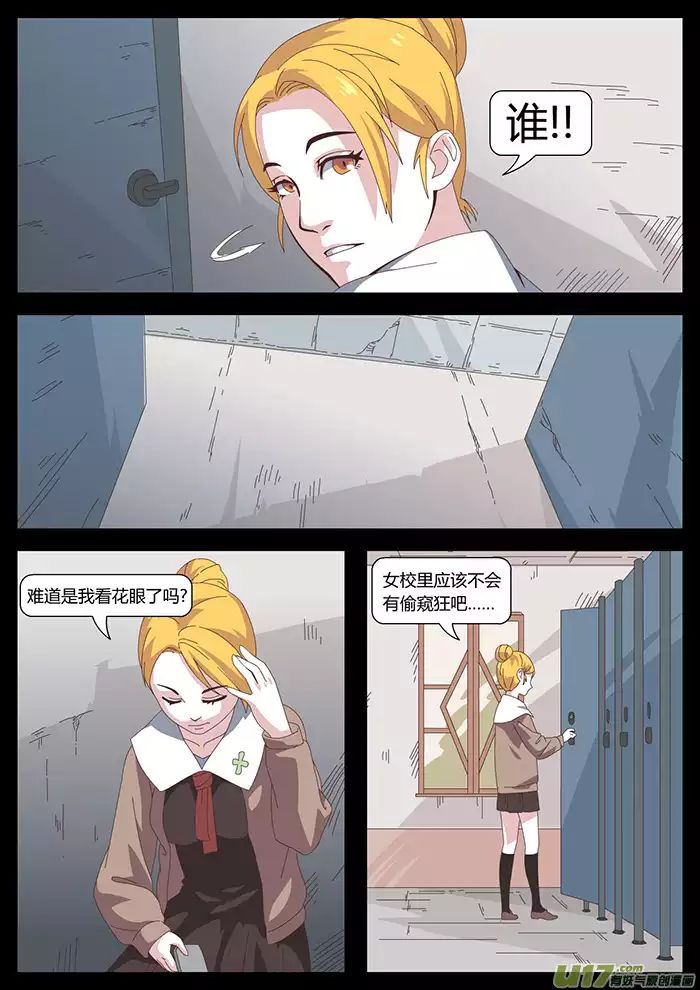 谁!!
难道是我看花眼了吗?
女校里应该不会
有偷窥狂吧......
U17.com
有妖气原创漫画